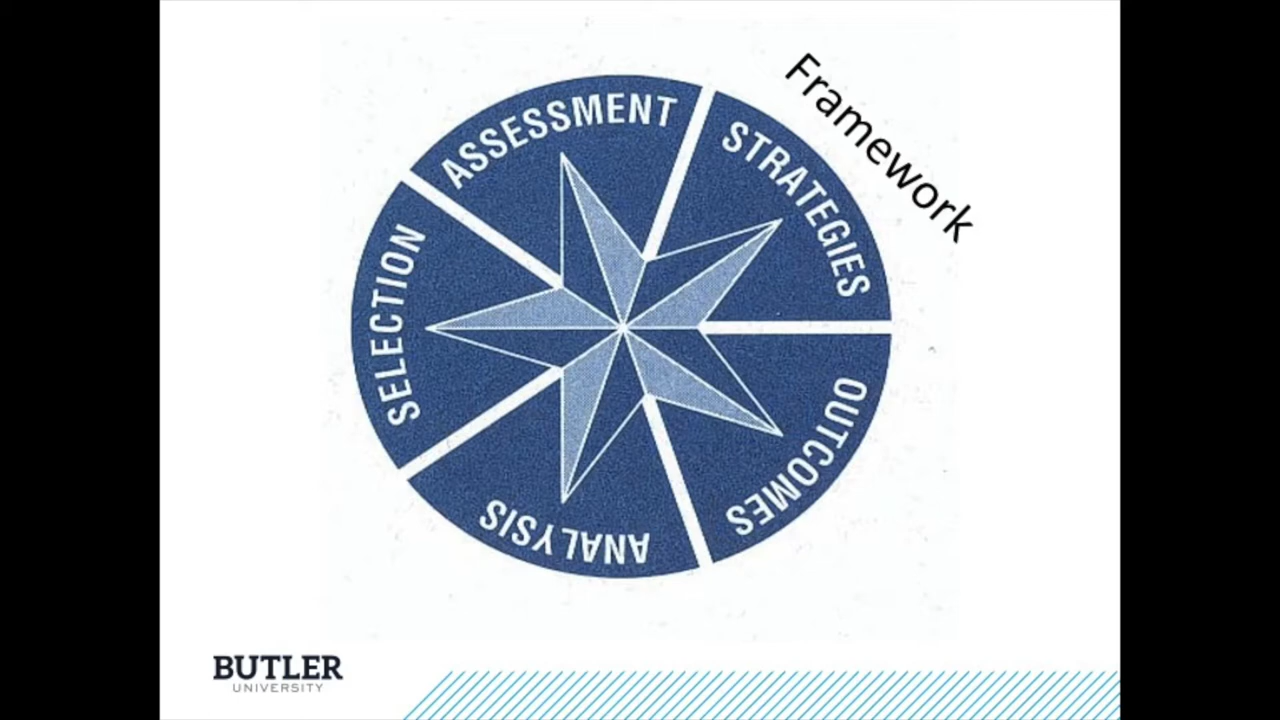 Framework
ASSESSMENT
STRATEGIES
OUTCOMES
ANALYSIS
SELECTION
BUTLER
UNIVERSITY